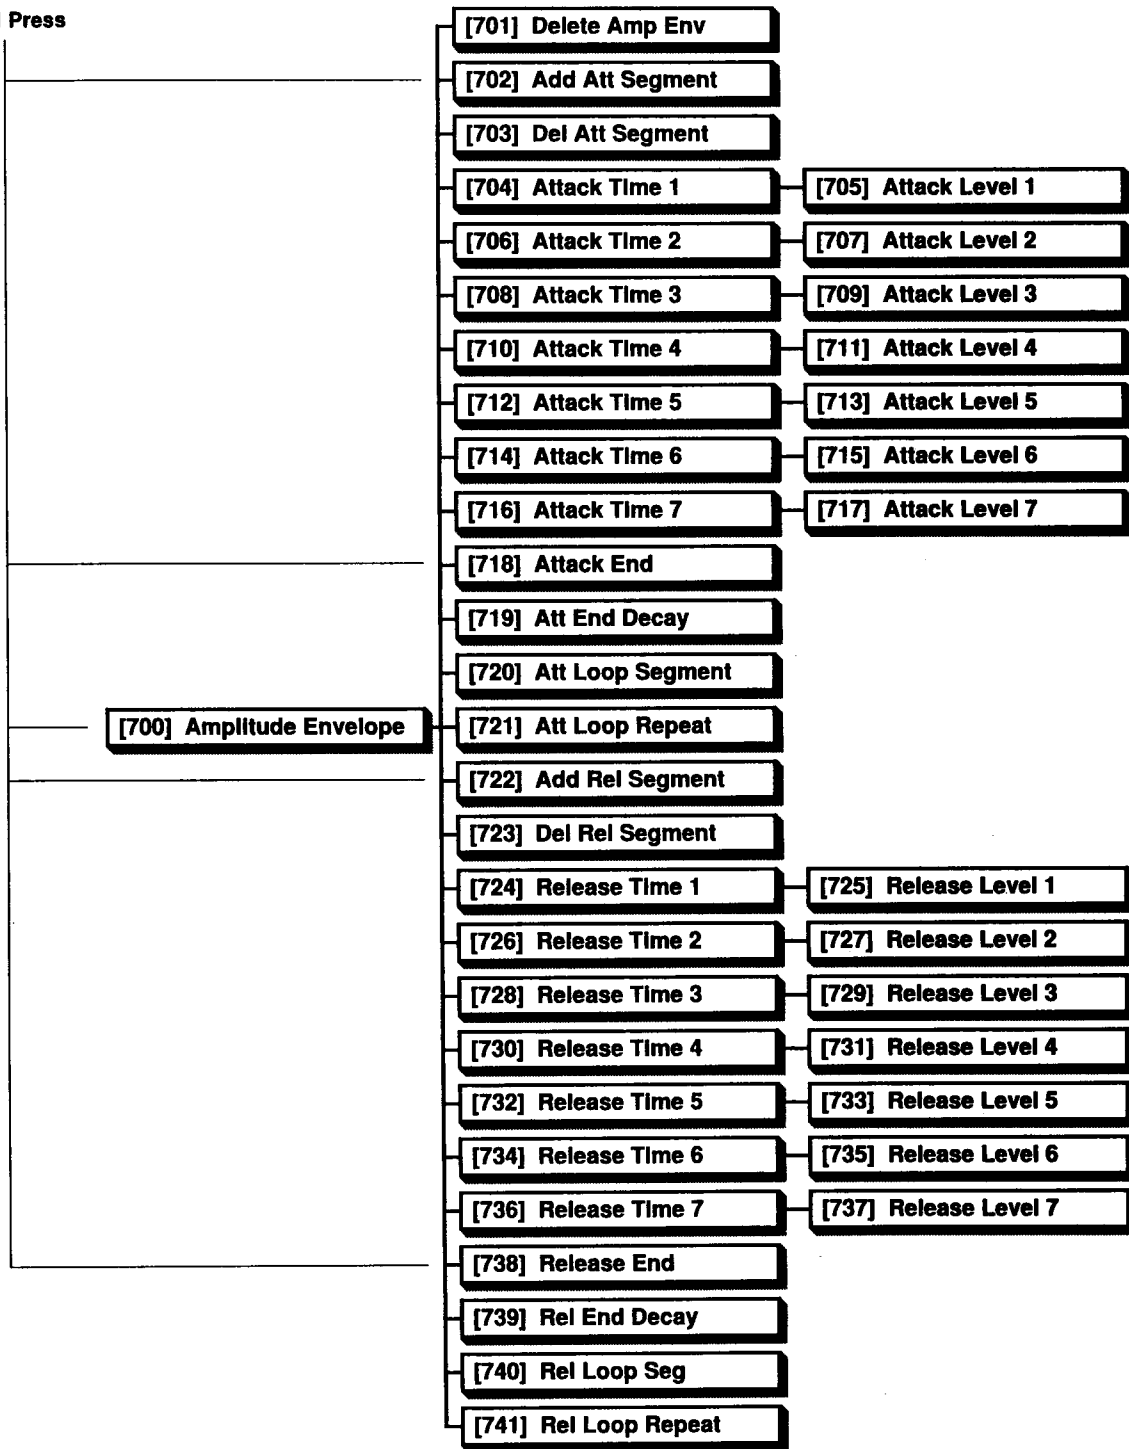 Press
[701] Delete Amp Env
[702] Add Att Segment
[703] Del Att Segment
[704] Attack Time 1
[705] Attack Level 1
[706] Attack Time 2
[707] Attack Level 2
[708] Attack Time 3
[709] Attack Level 3
[710] Attack Time 4
[711] Attack Level 4
[712] Attack Time 5
[713] Attack Level 5
[714] Attack Time 6
[715] Attack Level 6
[716] Attack Time 7
[717] Attack Level 7
[718] Attack End
[719] Att End Decay
[720] Att Loop Segment
[700] Amplitude Envelope
[721] Att Loop Repeat
[722] Add Rel Segment
[723] Del Rel Segment
[724] Release Time 1
[725] Release Level 1
[726] Release Time 2
[727] Release Level 2
[728] Release Time 3
[729] Release Level 3
[730] Release Time 4
[731] Release Level 4
[732] Release Time 5
[733] Release Level 5
[734] Release Time 6
[735] Release Level 6
[736] Release Time 7
[737] Release Level 7
[738] Release End
[739] Rel End Decay
[740] Rel Loop Seg
[741] Rel Loop Repeat